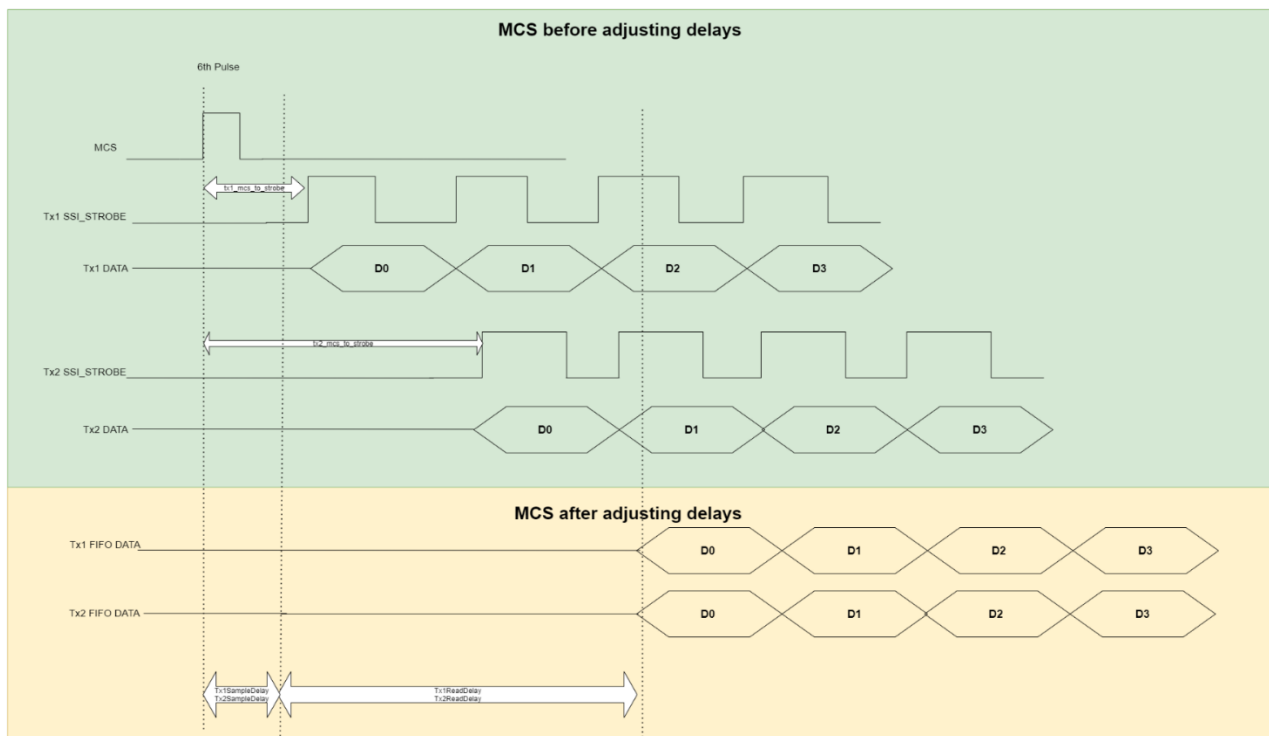 MCS before adjusting delays
6th Pulse
MCS
tx1_mcs_to_strobe
Tx1 SSI_STROBE
Tx1 DATA
D0
D1
D2
D3
tx2_mcs_to_strobe
Tx2 SSI_STROBE
Tx2 DATA
D0
D1
D2
D3
MCS after adjusting delays
Tx1 FIFO DATA
D0
D1
D2
D3
Tx2 FIFO DATA
D0
D1
D2
D3
Tx1SampleDelay
Tx2SampleDelay
Tx1ReadDelay
Tx2ReadDelay